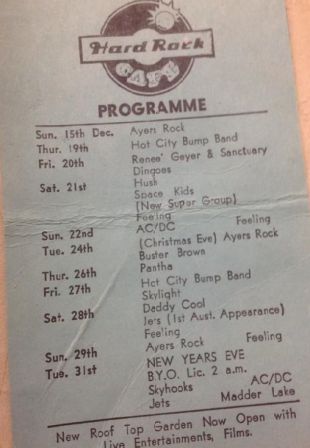 Hard Rock
CAFE
PROGRAMME
Sun. 15th Dec. Ayers Rock
Thur. 19th Hot City Bump Band
Fri. 20th Renee' Geyer & Sanctuary
Dingoes
Sat. 21st Hush
Space Kids
(New Super Group)
Feeling
Sun. 22nd AC/DC Feeling
Tue. 24th (Christmas Eve) Ayers Rock
Buster Brown
Thur. 26th Pantha
Fri. 27th Hot City Bump Band
Skylight
Sat. 28th Daddy Cool
Jets (1st Aust. Appearance)
Feeling
Sun. 29th Ayers Rock Feeling
Tue. 31st NEW YEARS EVE
B.Y.O. Lic. 2 a.m.
Skyhooks AC/DC
Jets Madder Lake
New Roof Top Garden Now Open with
Live Entertainments, Films.